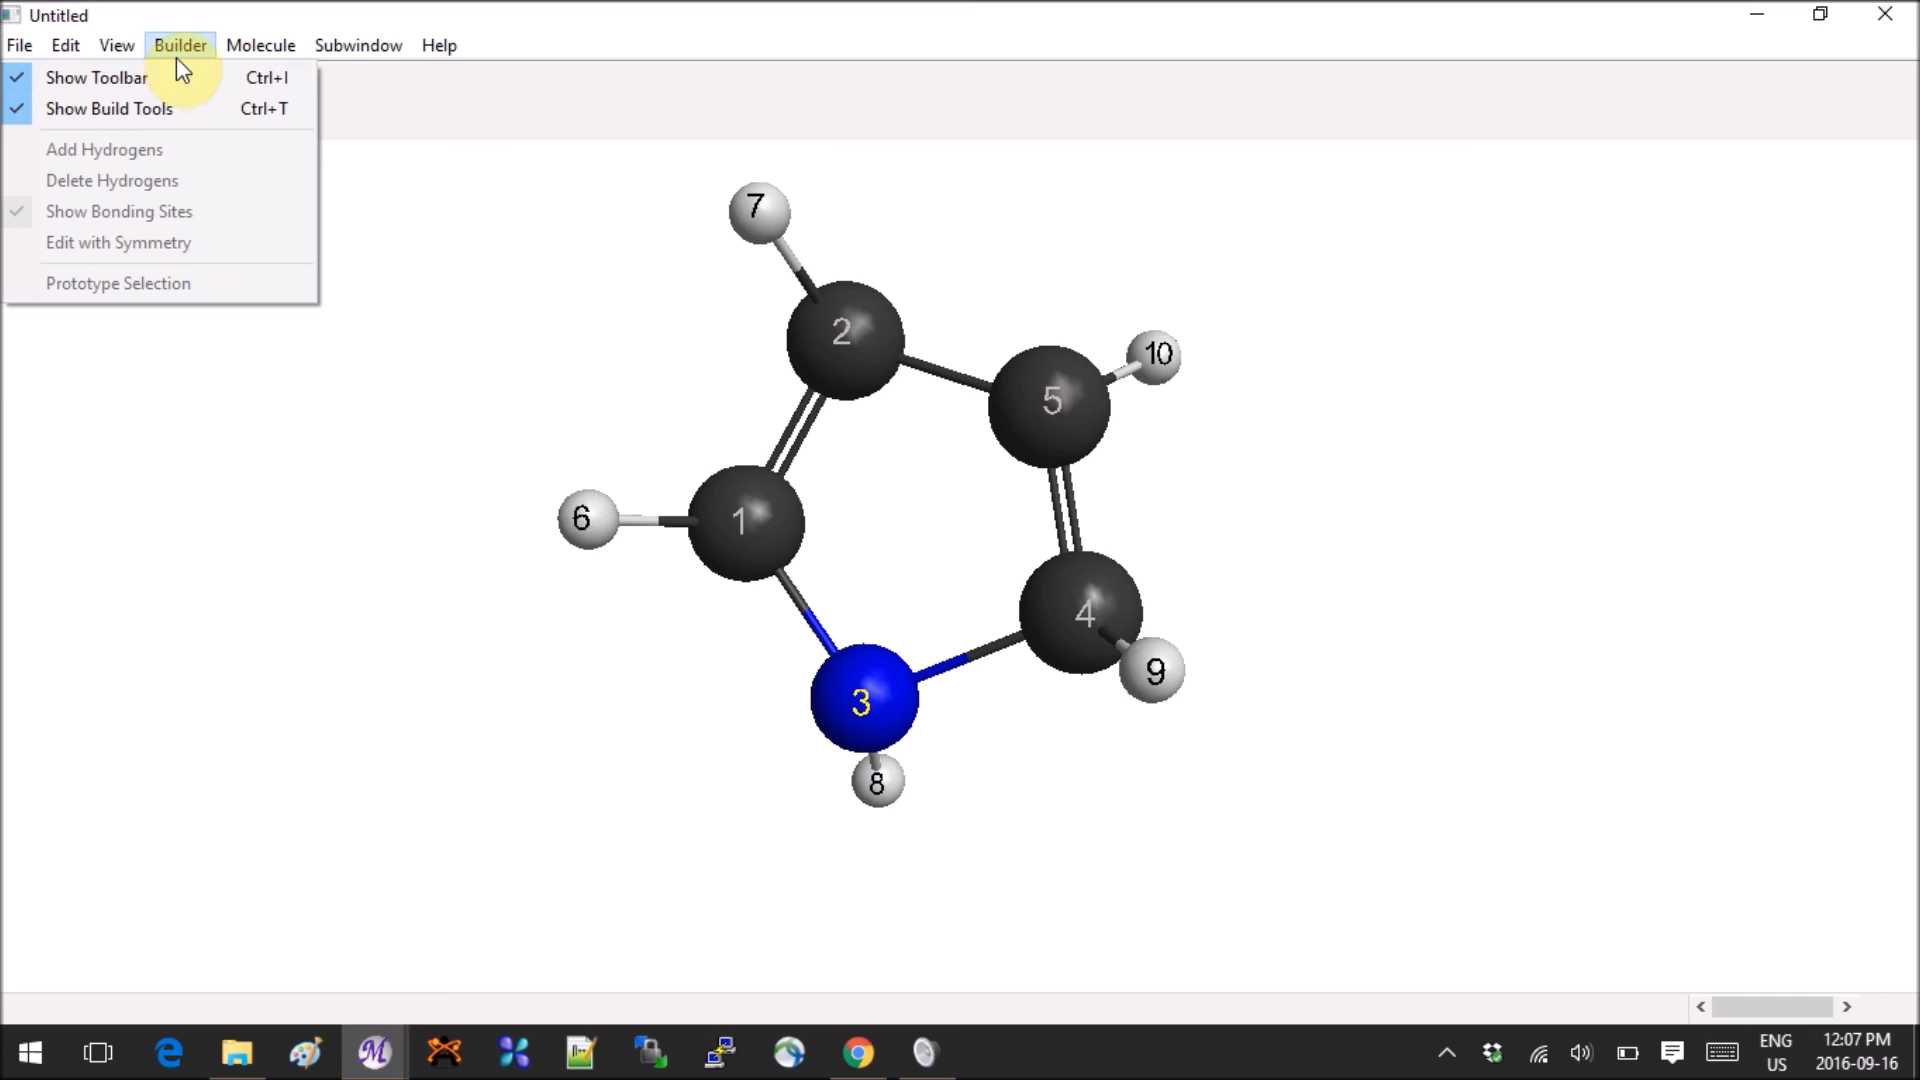 Untitled
File Edit View Builder Molecule Subwindow Help
Show Toolbar Ctrl+I
Show Build Tools Ctrl+T
Add Hydrogens
Delete Hydrogens
Show Bonding Sites
Edit with Symmetry
Prototype Selection
7
2
10
5
6
1
4
9
3
8
ENG
US
12:07 PM
2016-09-16